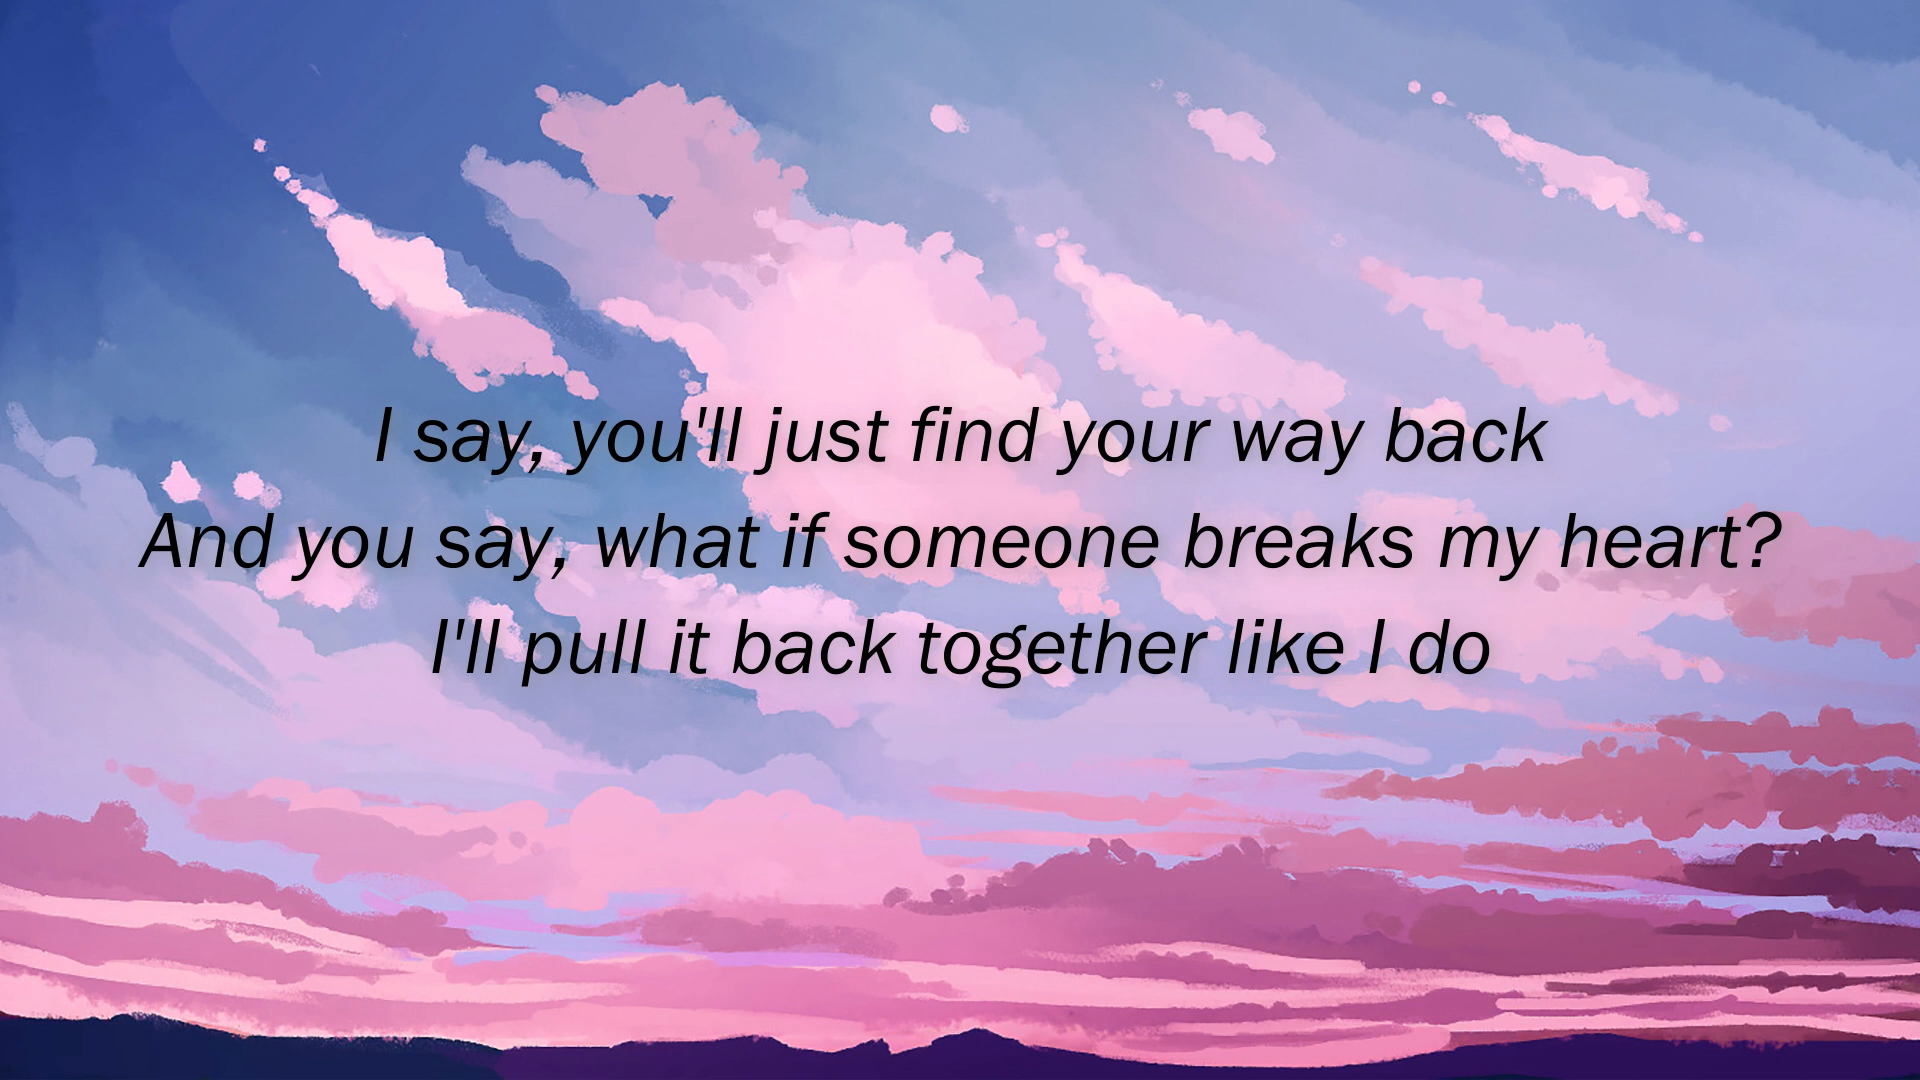 I say, you'll just find your way back
And you say, what if someone breaks my heart?
I'll pull it back together like I do